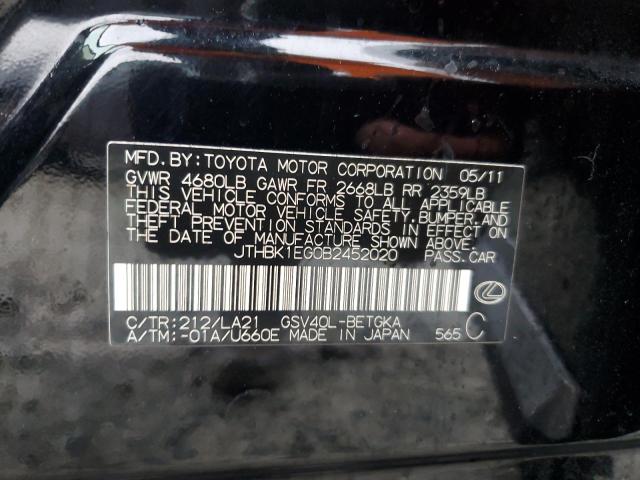 MFD. BY: TOYOTA MOTOR CORPORATION 05/11
GVWR 4680LB GAWR FR 2668LB RR 2359LB
THIS VEHICLE CONFORMS TO ALL APPLICABLE
FEDERAL MOTOR VEHICLE SAFETY, BUMPER, AND
THEFT PREVENTION STANDARDS IN EFFECT ON
THE DATE OF MANUFACTURE SHOWN ABOVE.
JTHBK1EG0B2452020 PASS.CAR
C/TR:212/LA21 GSV40L-BETGKA
A/TM:-01A/U660E MADE IN JAPAN 565 C